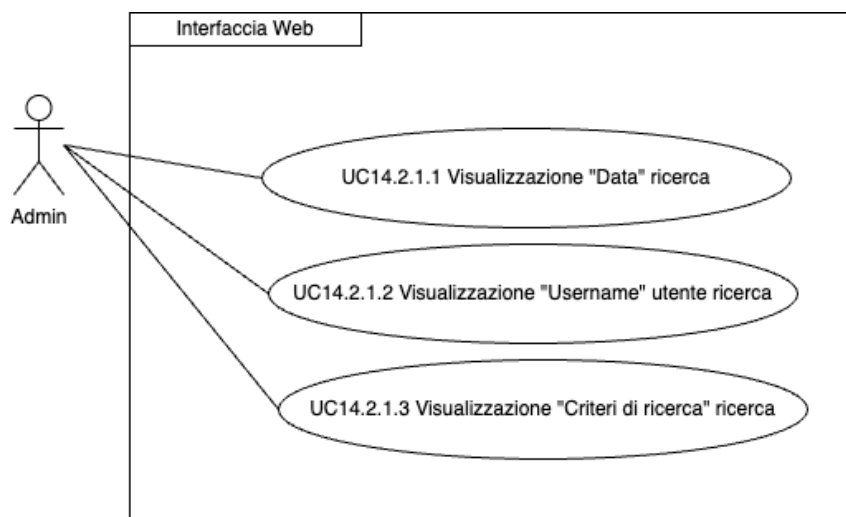 Interfaccia Web
Admin
UC14.2.1.1 Visualizzazione "Data" ricerca
UC14.2.1.2 Visualizzazione "Username" utente ricerca
UC14.2.1.3 Visualizzazione "Criteri di ricerca" ricerca